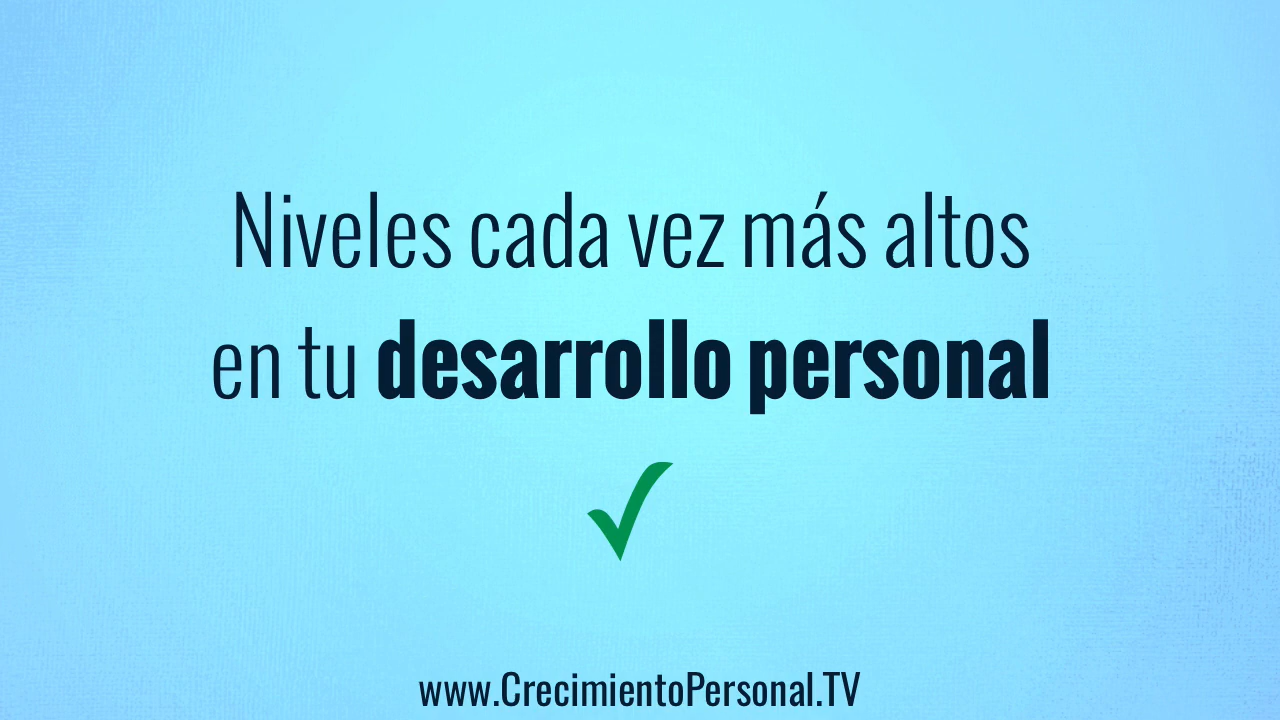 Niveles cada vez más altos
en tu desarrollo personal
www.CrecimientoPersonal.TV